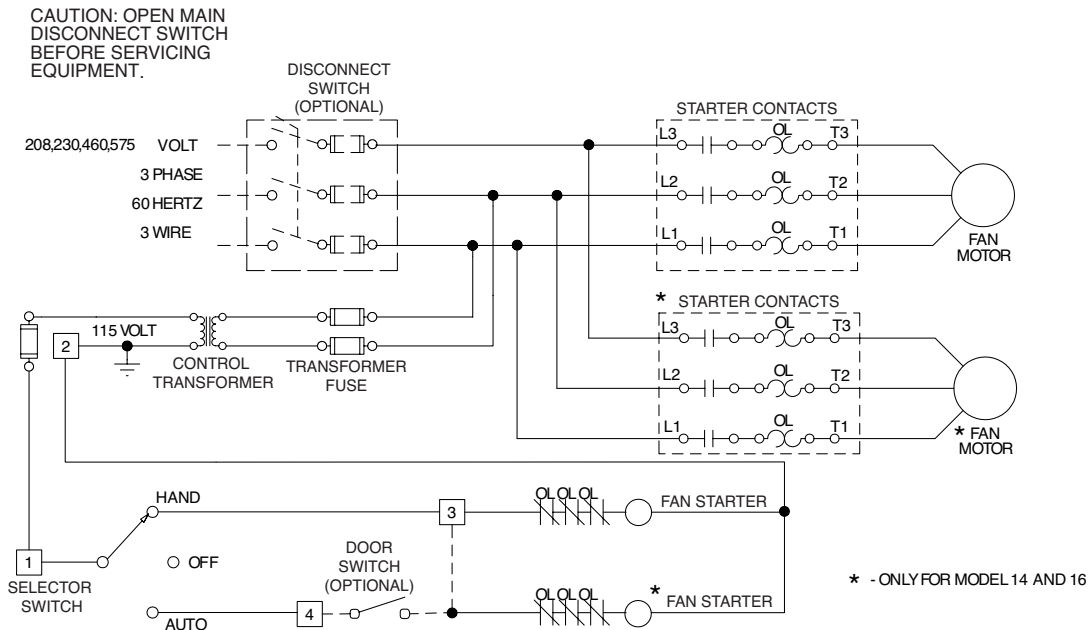 CAUTION: OPEN MAIN
DISCONNECT SWITCH
BEFORE SERVICING
EQUIPMENT.
DISCONNECT
SWITCH
(OPTIONAL)
208,230,460,575 VOLT
3 PHASE
60 HERTZ
3 WIRE
STARTER CONTACTS
L3 OL T3
L2 OL T2
L1 OL T1
FAN
MOTOR
* STARTER CONTACTS
L3 OL T3
L2 OL T2
L1 OL T1
* FAN
MOTOR
115 VOLT
2
CONTROL
TRANSFORMER
TRANSFORMER
FUSE
HAND
3
OL OL OL
FAN STARTER
1
OFF
SELECTOR
SWITCH
DOOR
SWITCH
(OPTIONAL)
AUTO
4
OL OL OL
* FAN STARTER
* - ONLY FOR MODEL 14 AND 16